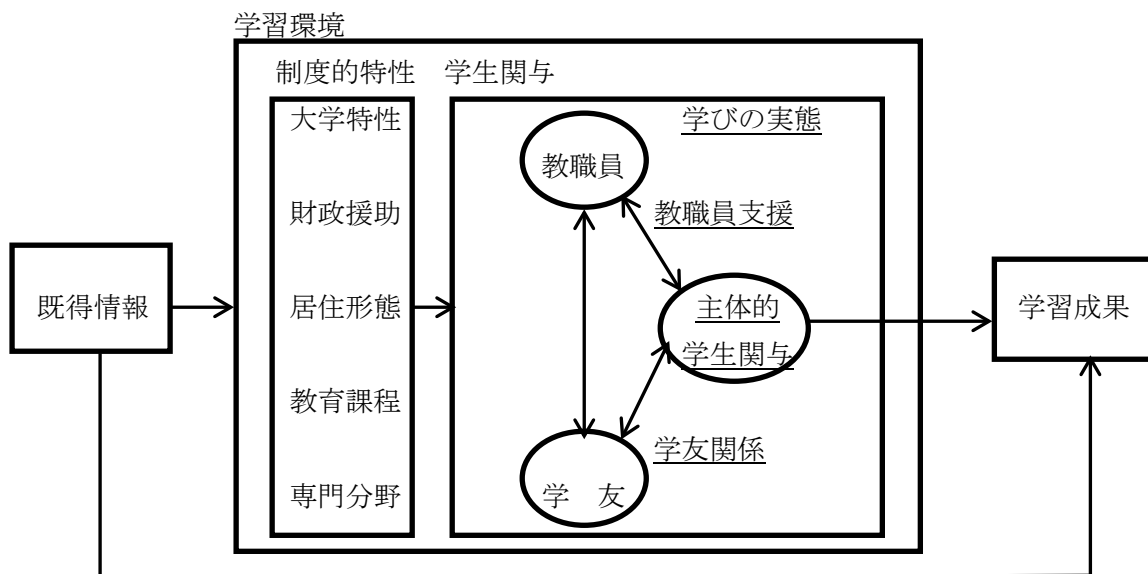 学習環境
制度的特性
学生関与
大学特性
財政援助
居住形態
教育課程
専門分野
学びの実態
教職員
教職員支援
主体的
学生関与
学友関係
学　友
既得情報
学習成果